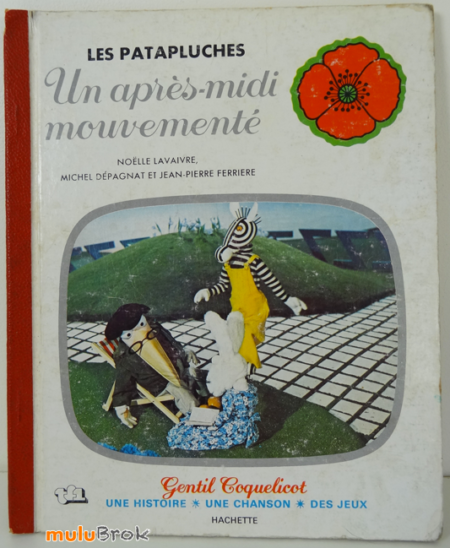 LES PATAPLUCHES
Un après-midi
mouvementé
NOËLLE LAVAIVRE,
MICHEL DÉPAGNAT ET JEAN-PIERRE FERRIERE
tf1
Gentil Coquelicot
UNE HISTOIRE * UNE CHANSON * DES JEUX
HACHETTE
muluBrok